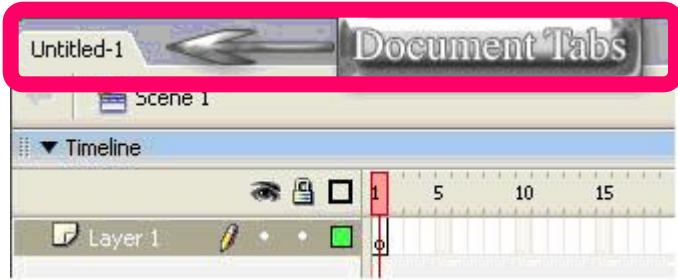 Untitled-1 Document Tabs
Scene 1
Timeline
1 5 10 15
Layer 1